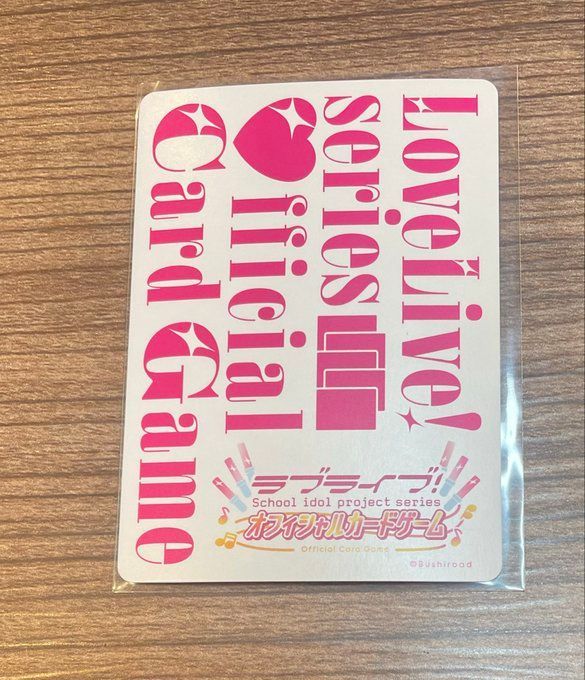 LoveLive!
series
♥fficial
Card Game
ラブライブ!
School idol project series
オフィシャルカードゲーム
Official Card Game
©Bushiroad